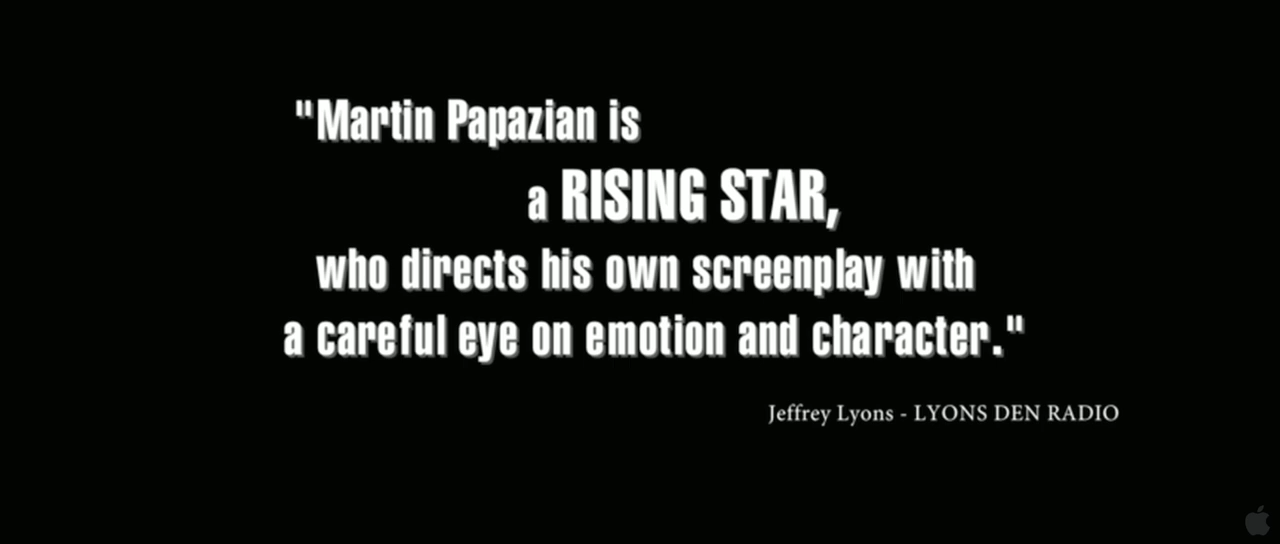 "Martin Papazian is
a RISING STAR,
who directs his own screenplay with
a careful eye on emotion and character."
Jeffrey Lyons - LYONS DEN RADIO